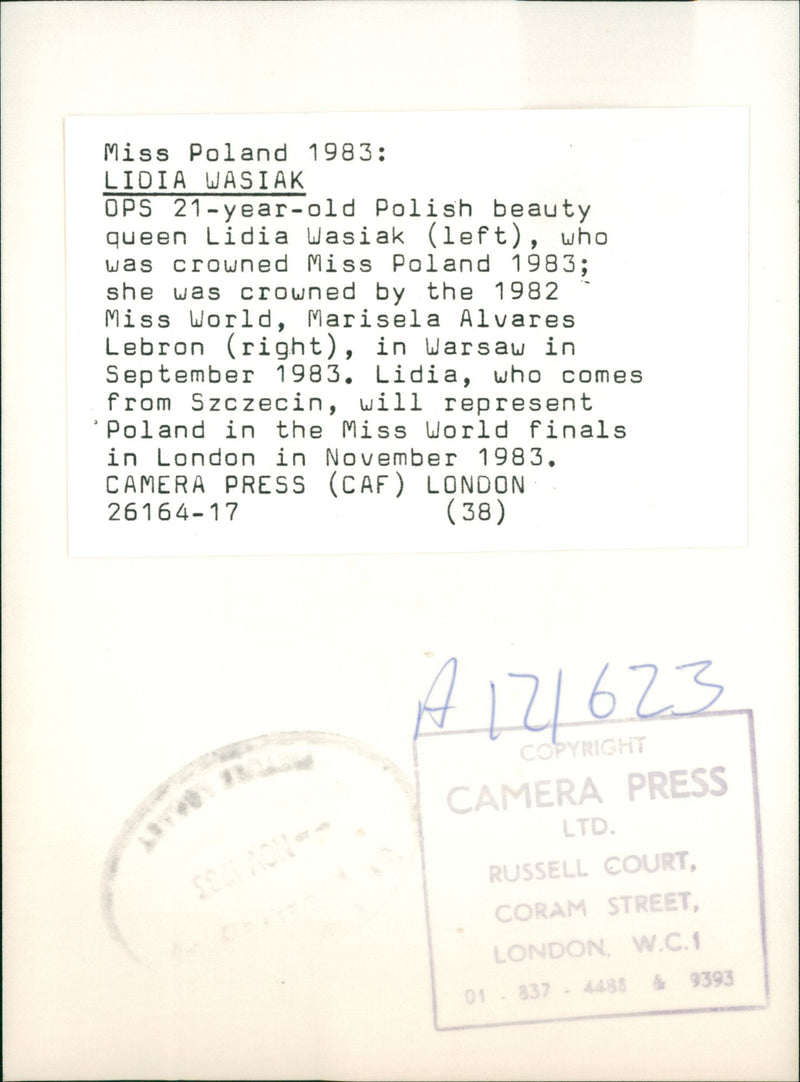 Miss Poland 1983:
LIDIA WASIAK
OPS 21-year-old Polish beauty
queen Lidia Wasiak (left), who
was crowned Miss Poland 1983;
she was crowned by the 1982
Miss World, Marisela Alvares
Lebron (right), in Warsaw in
September 1983. Lidia, who comes
from Szczecin, will represent
Poland in the Miss World finals
in London in November 1983.
CAMERA PRESS (CAF) LONDON
26164-17 (38)
A121623
COPYRIGHT
CAMERA PRESS
LTD.
RUSSELL COURT,
CORAM STREET,
LONDON, W.C.1
01 - 837 - 4488 & 9393
NOV